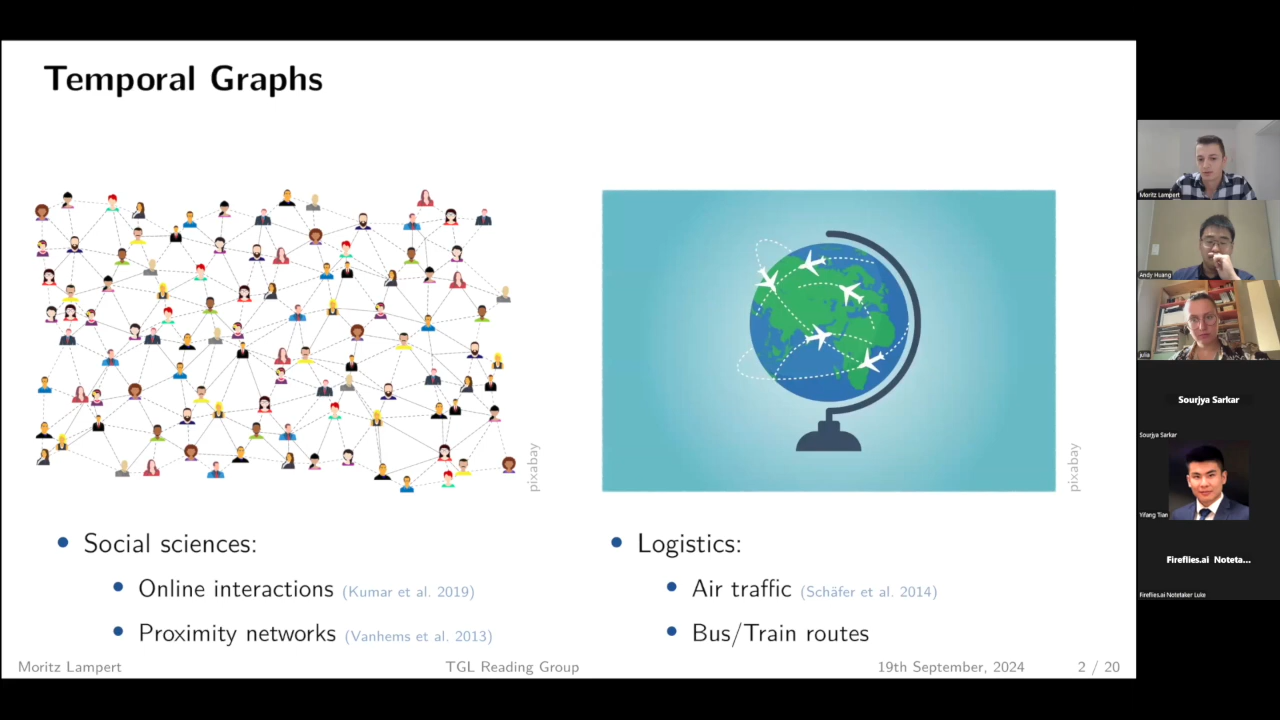 Temporal Graphs
pixabay
pixabay
• Social sciences:
• Online interactions (Kumar et al. 2019)
• Proximity networks (Vanhems et al. 2013)
• Logistics:
• Air traffic (Schäfer et al. 2014)
• Bus/Train routes
Moritz Lampert
TGL Reading Group
19th September, 2024
2 / 20
Moritz Lampert
Andy Huang
julia
Sourjya Sarkar
Sourjya Sarkar
Yifang Tian
Fireflies.ai Noteta...
Fireflies.ai Notetaker Luke